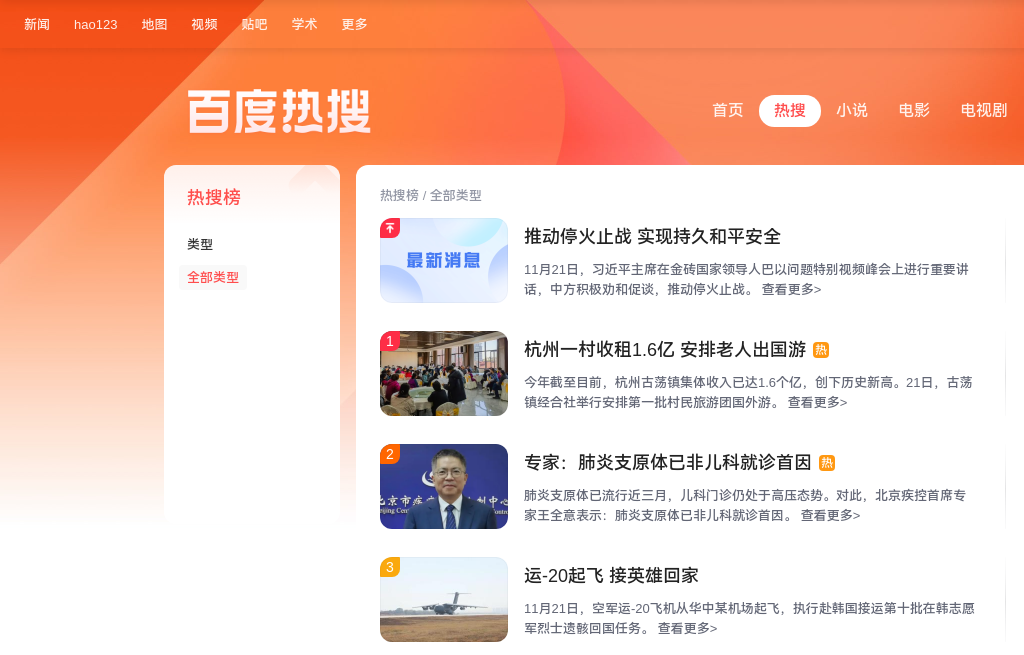 新闻 hao123 地图 视频 贴吧 学术 更多
百度热搜
首页 热搜 小说 电影 电视剧
热搜榜
类型
全部类型
热搜榜 / 全部类型
最新消息
推动停火止战 实现持久和平安全
11月21日，习近平主席在金砖国家领导人巴以问题特别视频峰会上进行重要讲
话，中方积极劝和促谈，推动停火止战。 查看更多>
1
杭州一村收租1.6亿 安排老人出国游 热
今年截至目前，杭州古荡镇集体收入已达1.6个亿，创下历史新高。21日，古荡
镇经合社举行安排第一批村民旅游团国外游。 查看更多>
2
专家：肺炎支原体已非儿科就诊首因 热
肺炎支原体已流行近三月，儿科门诊仍处于高压态势。对此，北京疾控首席专
家王全意表示：肺炎支原体已非儿科就诊首因。 查看更多>
3
运-20起飞 接英雄回家
11月21日，空军运-20飞机从华中某机场起飞，执行赴韩国接运第十批在韩志愿
军烈士遗骸回国任务。 查看更多>